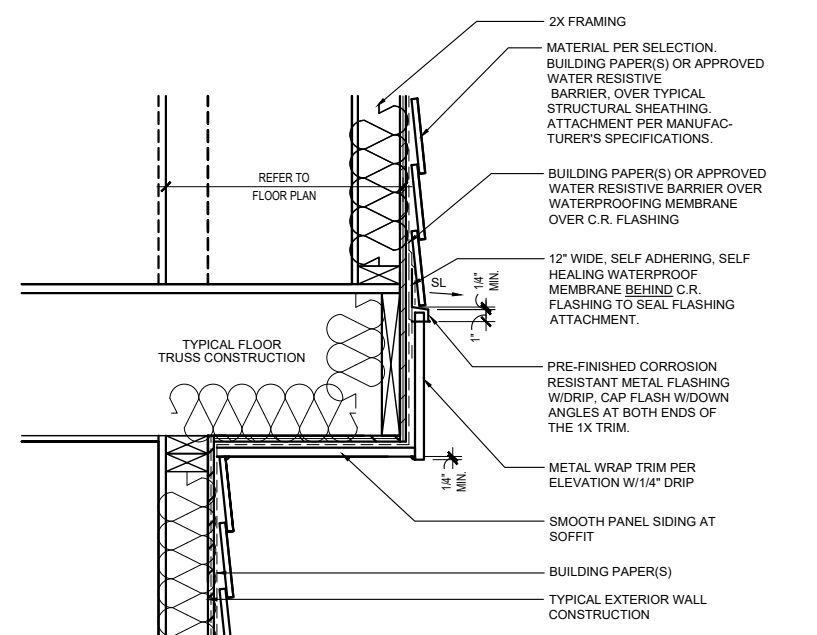 2X FRAMING
MATERIAL PER SELECTION.
BUILDING PAPER(S) OR APPROVED
WATER RESISTIVE
BARRIER, OVER TYPICAL
STRUCTURAL SHEATHING.
ATTACHMENT PER MANUFAC-
TURER'S SPECIFICATIONS.
REFER TO
FLOOR PLAN
BUILDING PAPER(S) OR APPROVED
WATER RESISTIVE BARRIER OVER
WATERPROOFING MEMBRANE
OVER C.R. FLASHING
12" WIDE, SELF ADHERING, SELF
HEALING WATERPROOF
MEMBRANE BEHIND C.R.
FLASHING TO SEAL FLASHING
ATTACHMENT.
SL
1/4"
MIN.
1"
TYPICAL FLOOR
TRUSS CONSTRUCTION
PRE-FINISHED CORROSION
RESISTANT METAL FLASHING
W/DRIP, CAP FLASH W/DOWN
ANGLES AT BOTH ENDS OF
THE 1X TRIM.
METAL WRAP TRIM PER
ELEVATION W/1/4" DRIP
1/4"
MIN.
SMOOTH PANEL SIDING AT
SOFFIT
BUILDING PAPER(S)
TYPICAL EXTERIOR WALL
CONSTRUCTION